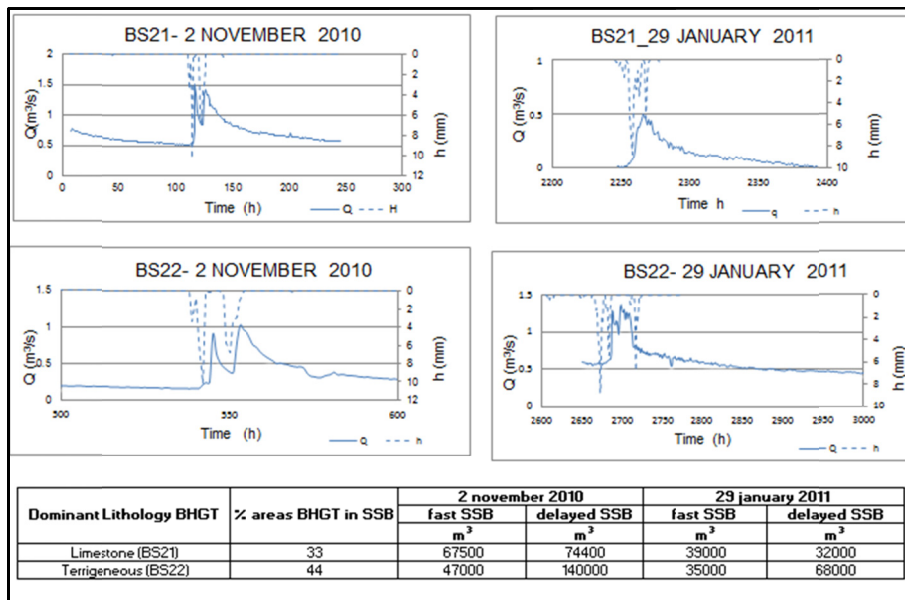 BS21- 2 NOVEMBER 2010
2
1.5
1
0.5
0
Q(m³/s)
0
2
4
6
8
10
12
h (mm)
0 50 100 150 200 250 300
Time (h)
Q H
BS21_29 JANUARY 2011
1
0.5
0
Q (m³/s)
0
2
4
6
8
10
h (mm)
2200 2250 2300 2350 2400
Time h
q h
BS22- 2 NOVEMBER 2010
1.5
1
0.5
0
Q (m³/s)
0
2
4
6
8
10
12
h (mm)
500 550 600
Time (h)
Q h
BS22- 29 JANUARY 2011
1.5
1
0.5
0
Q (m³/s)
0
2
4
6
8
10
h (mm)
2600 2650 2700 2750 2800 2850 2900 2950 3000
Time (h)
Q h
Dominant Lithology BHGT % areas BHGT in SSB 2 november 2010 29 january 2011
fast SSB delayed SSB fast SSB delayed SSB
m³ m³
Limestone (BS21) 33 67500 74400 39000 32000
Terrigeneous (BS22) 44 47000 140000 35000 68000